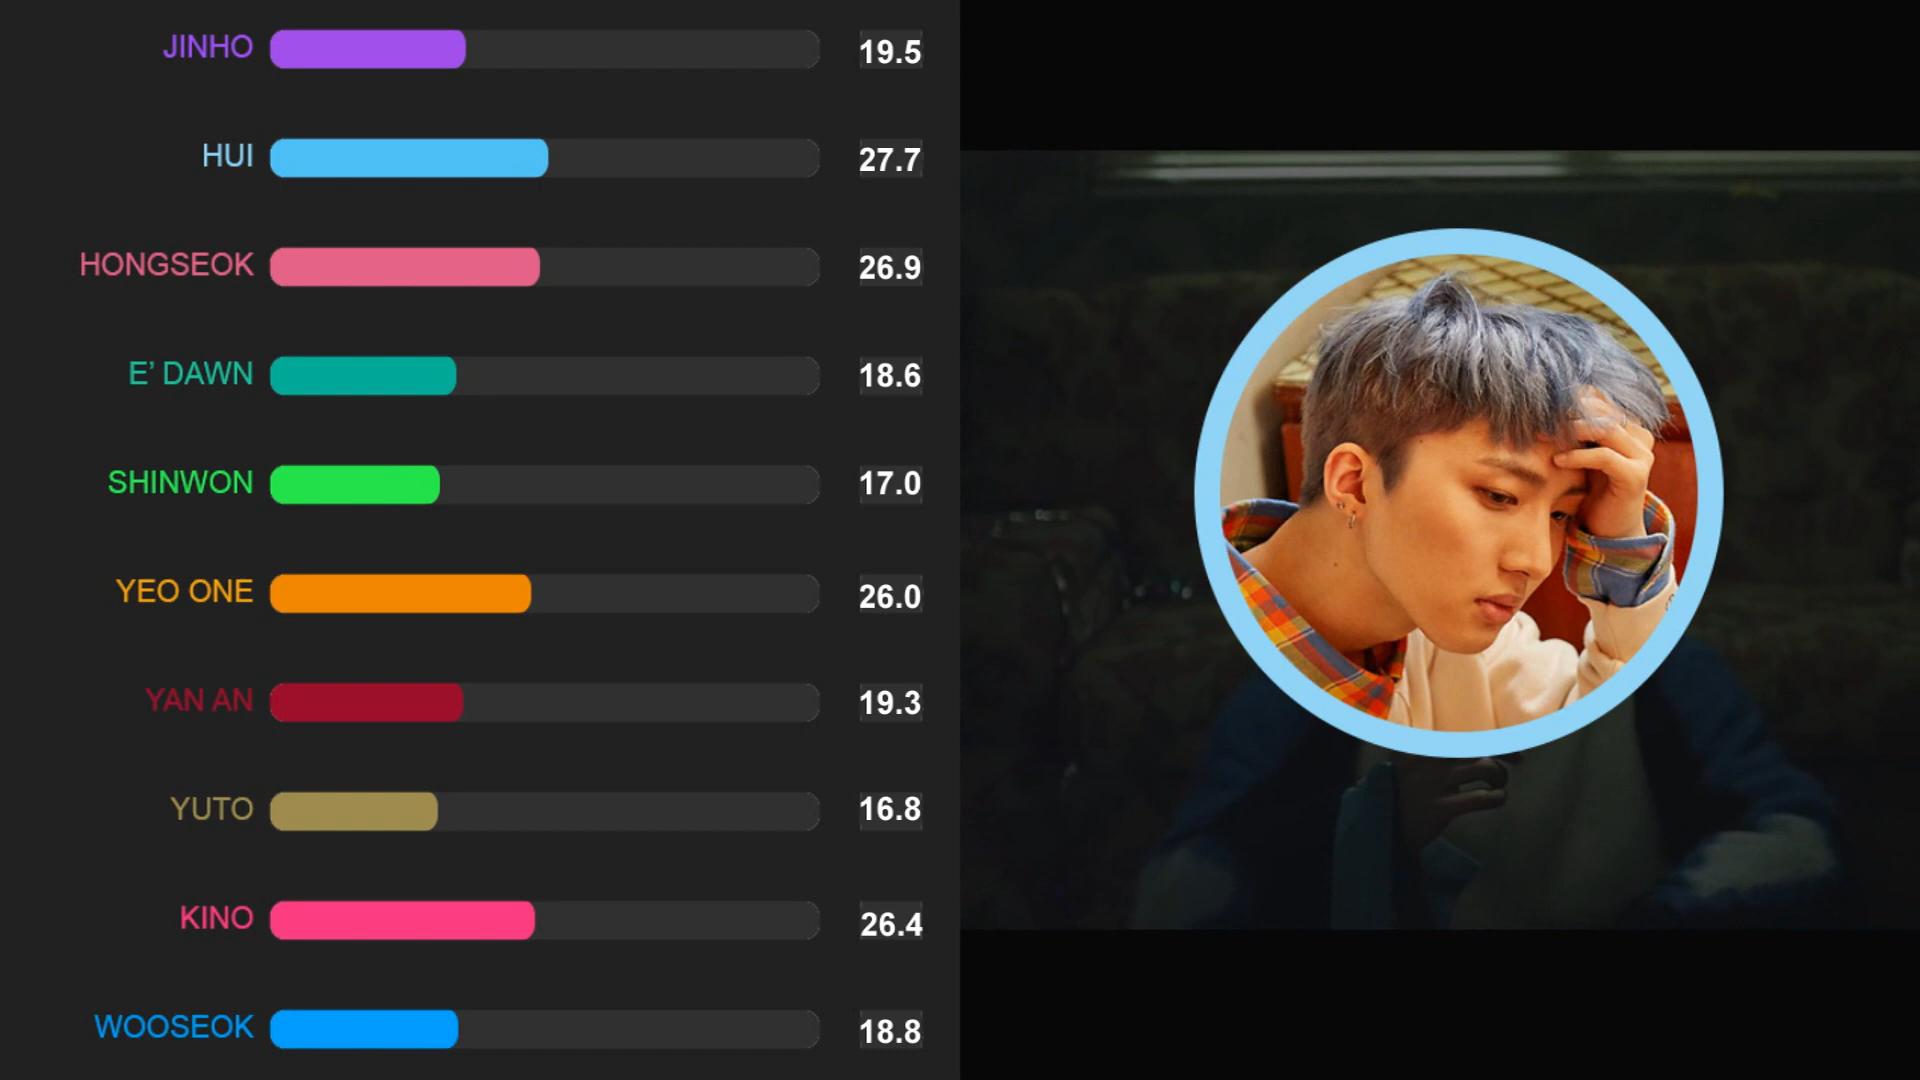 JINHO 19.5
HUI 27.7
HONGSEOK 26.9
E’ DAWN 18.6
SHINWON 17.0
YEO ONE 26.0
YAN AN 19.3
YUTO 16.8
KINO 26.4
WOOSEOK 18.8